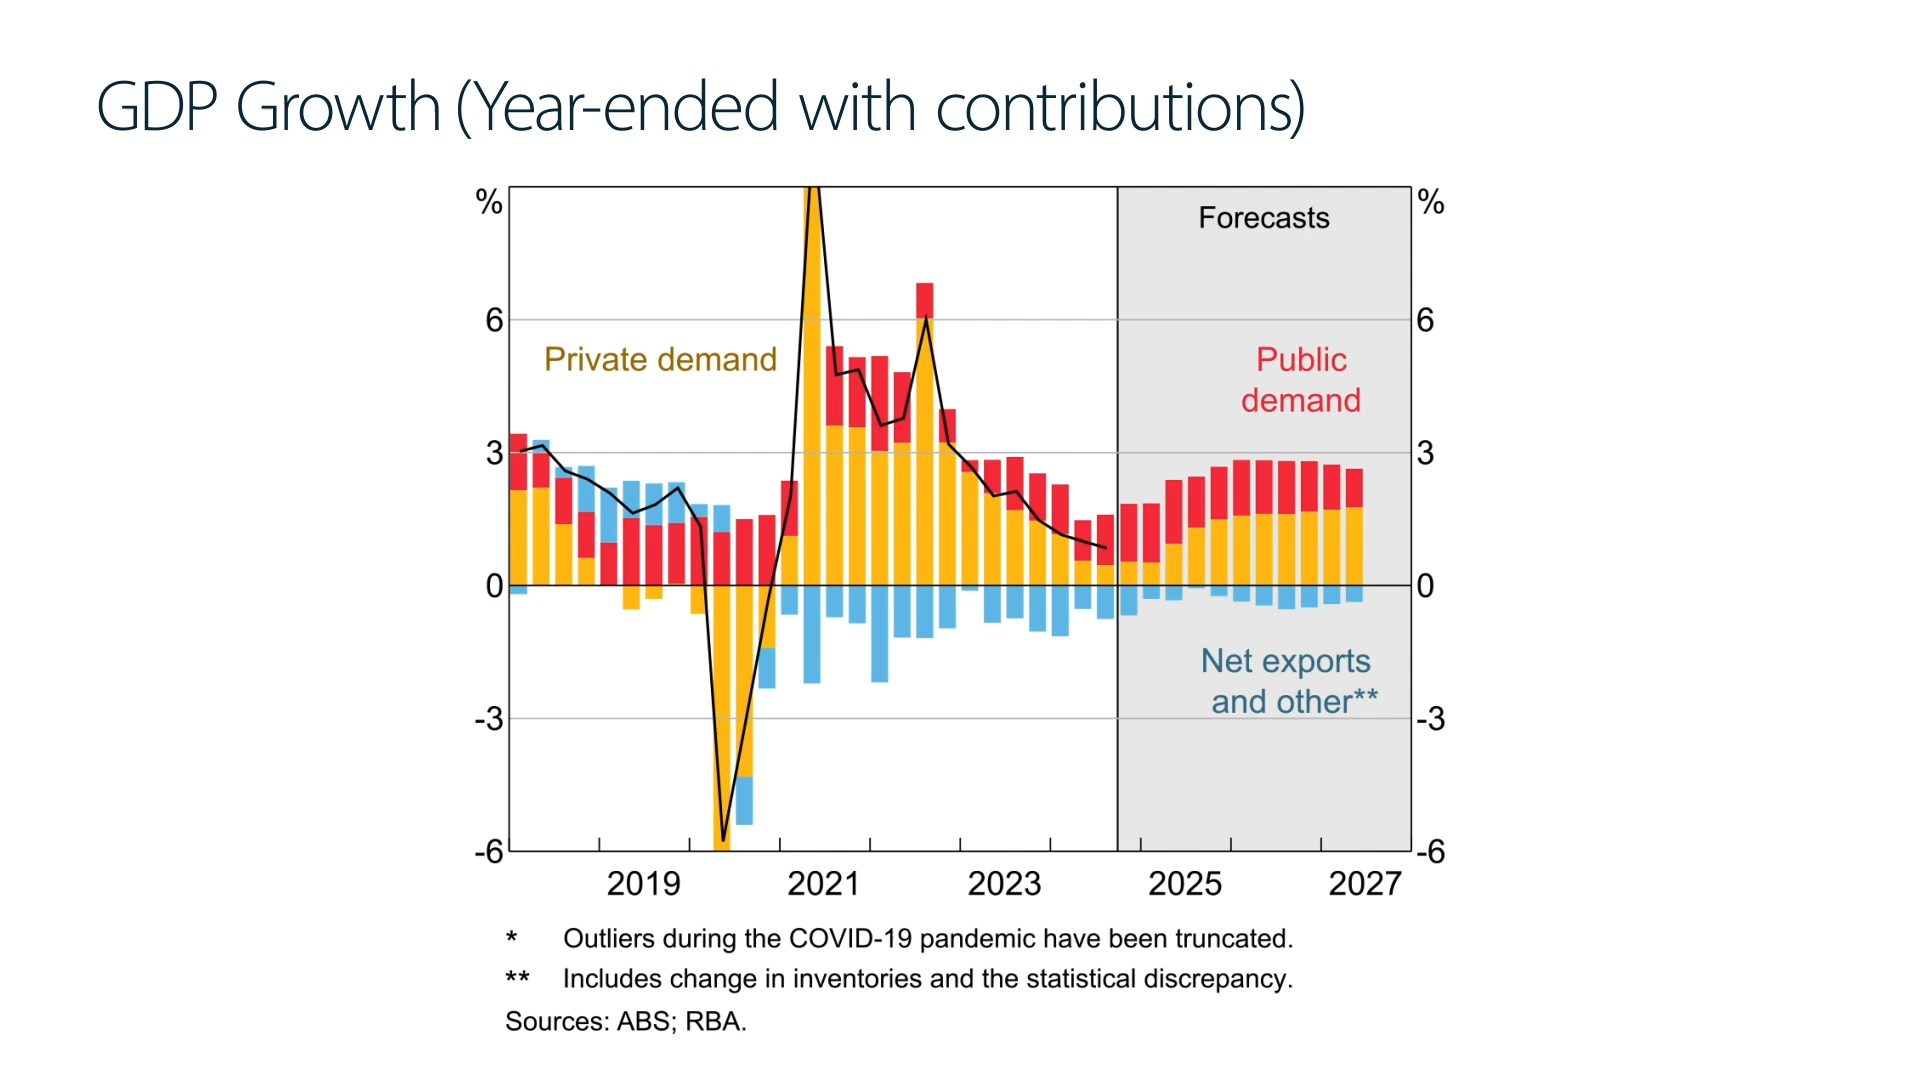 GDP Growth (Year-ended with contributions)
% %
Forecasts
6 6
Private demand Public
demand
3 3
0 0
Net exports
and other**
-3 -3
-6 -6
2019 2021 2023 2025 2027
* Outliers during the COVID-19 pandemic have been truncated.
** Includes change in inventories and the statistical discrepancy.
Sources: ABS; RBA.